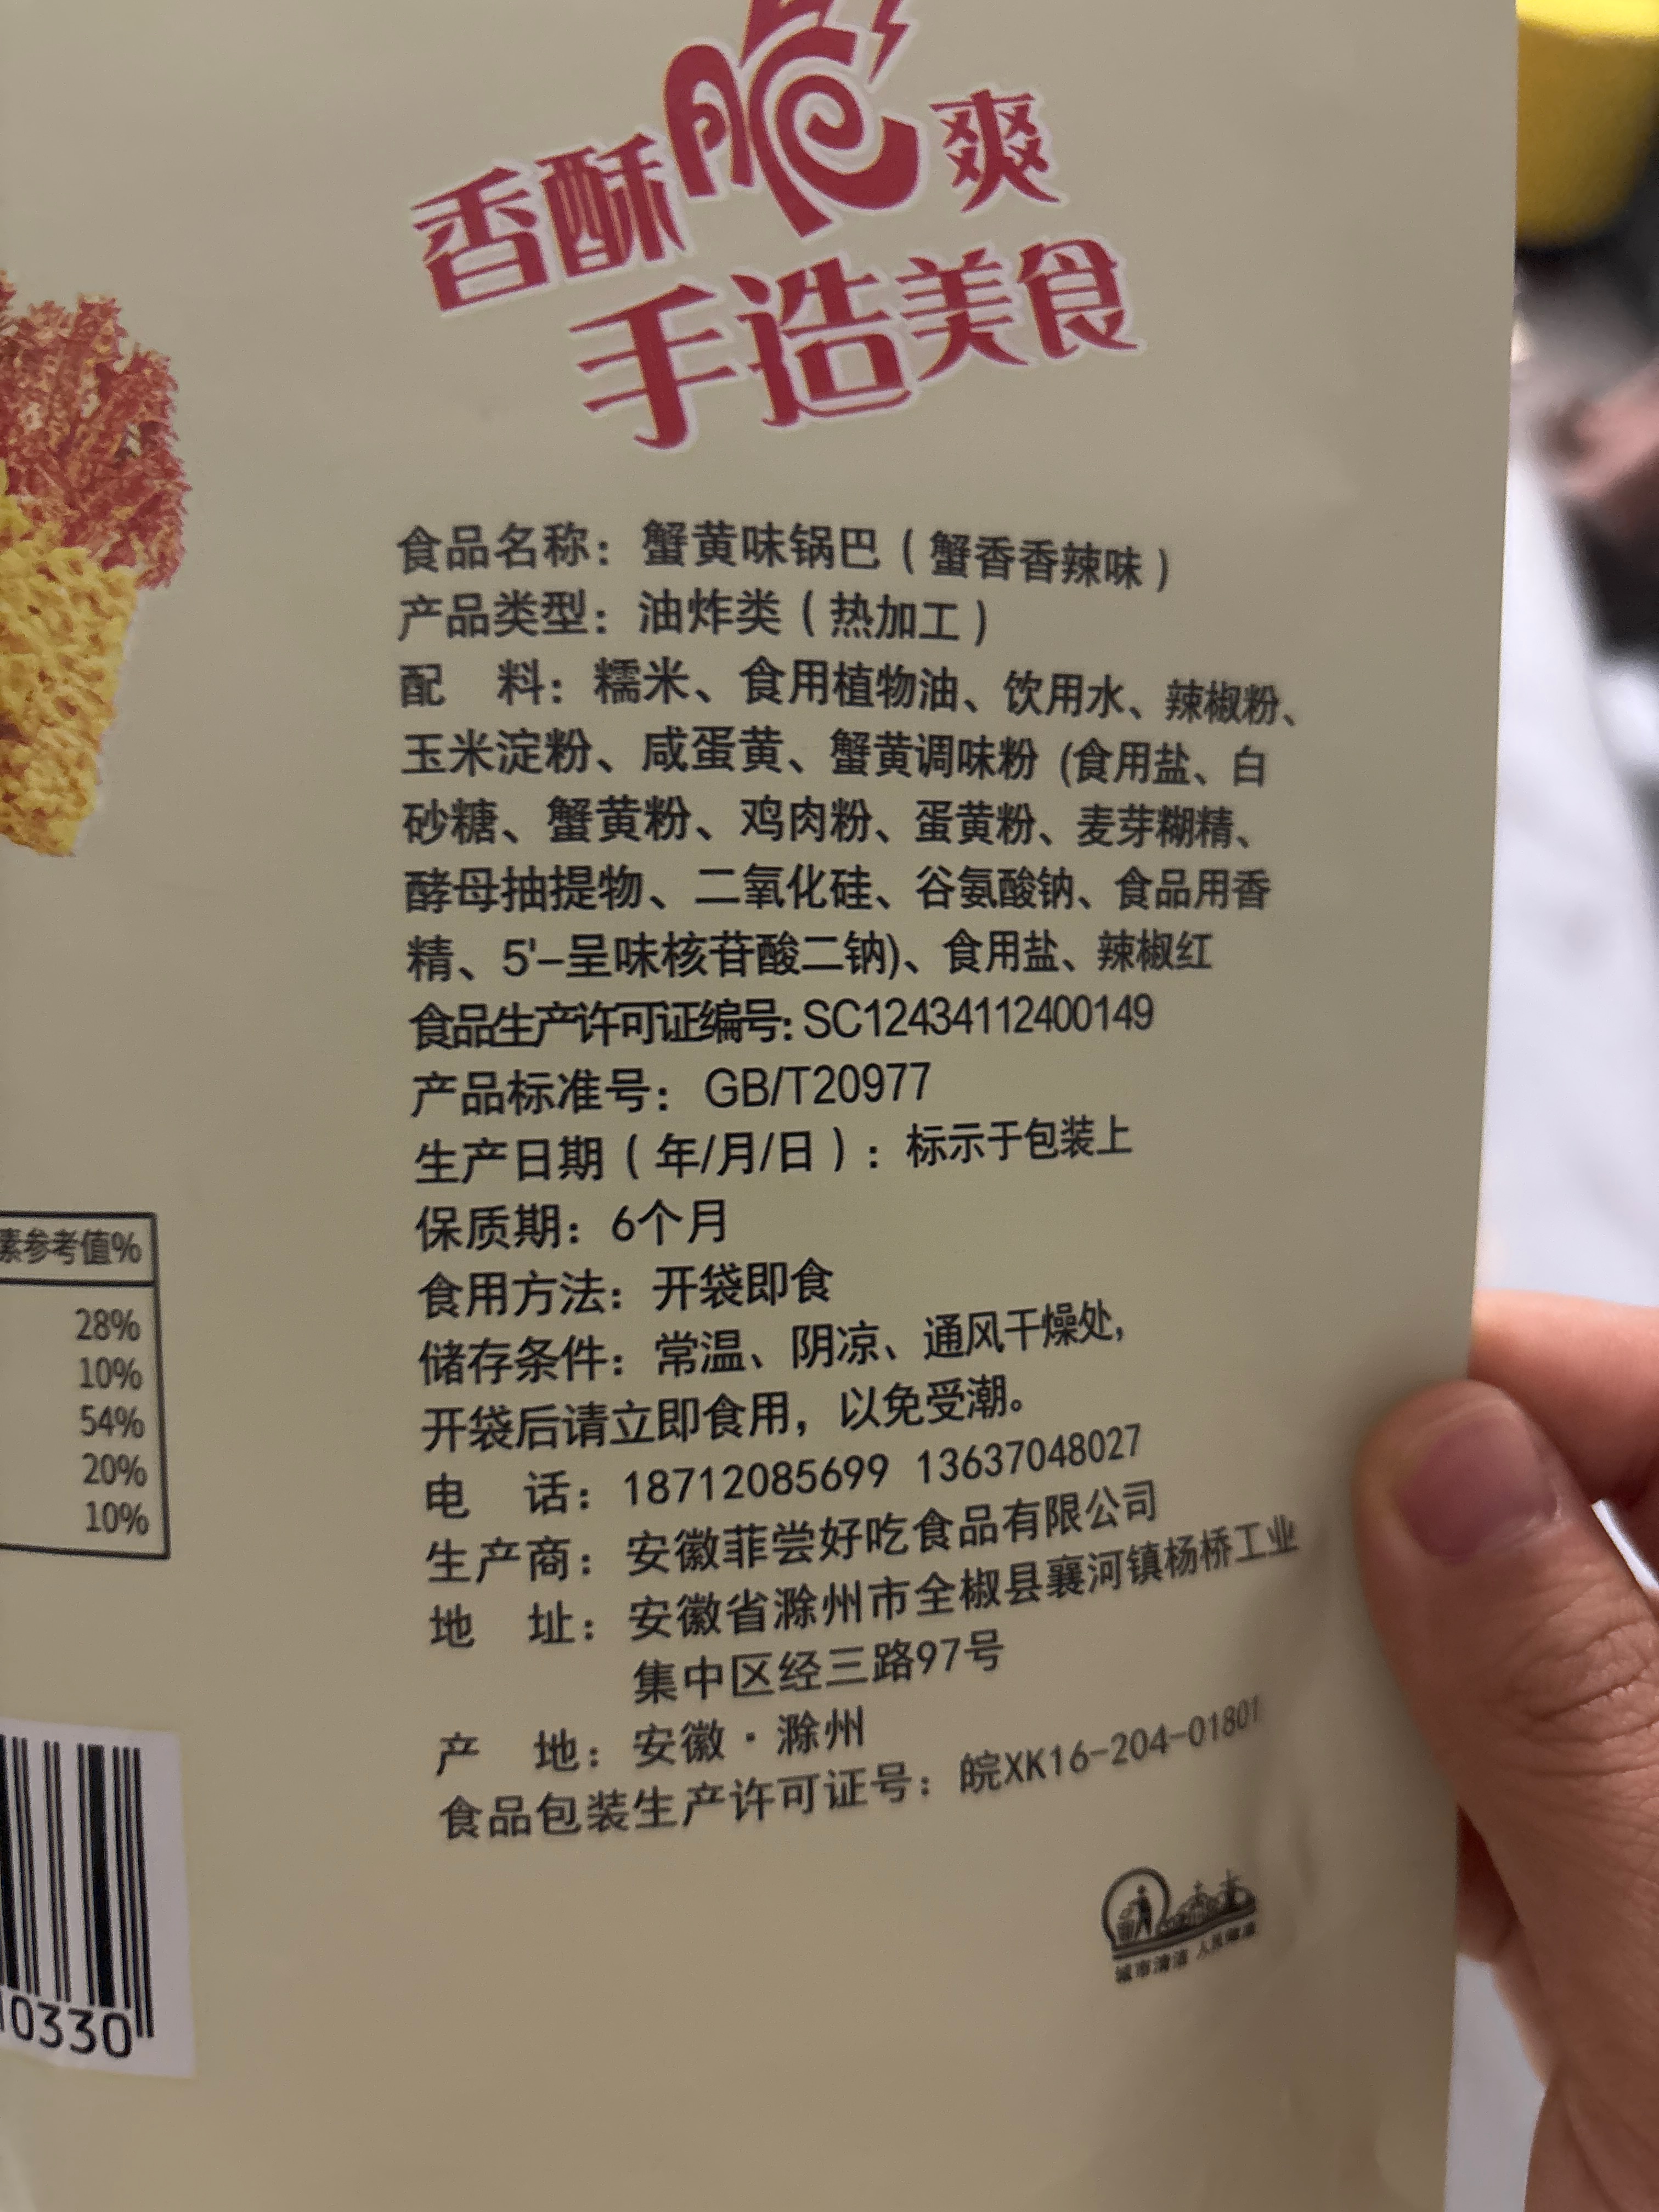 香酥脆爽
手造美食
食品名称：蟹黄味锅巴（蟹香香辣味）
产品类型：油炸类（热加工）
配　料：糯米、食用植物油、饮用水、辣椒粉、
玉米淀粉、咸蛋黄、蟹黄调味粉 (食用盐、白
砂糖、蟹黄粉、鸡肉粉、蛋黄粉、麦芽糊精、
酵母抽提物、二氧化硅、谷氨酸钠、食品用香
精、5'-呈味核苷酸二钠)、食用盐、辣椒红
食品生产许可证编号: SC12434112400149
产品标准号：GB/T20977
生产日期（年/月/日）：标示于包装上
保质期：6个月
食用方法：开袋即食
储存条件：常温、阴凉、通风干燥处,
开袋后请立即食用，以免受潮。
电　话：18712085699 13637048027
生产商：安徽菲尝好吃食品有限公司
地　址：安徽省滁州市全椒县襄河镇杨桥工业
集中区经三路97号
产　地：安徽·滁州
食品包装生产许可证号：皖XK16-204-01801
城市清洁 人民健康
素参考值%
28%
10%
54%
20%
10%
10330